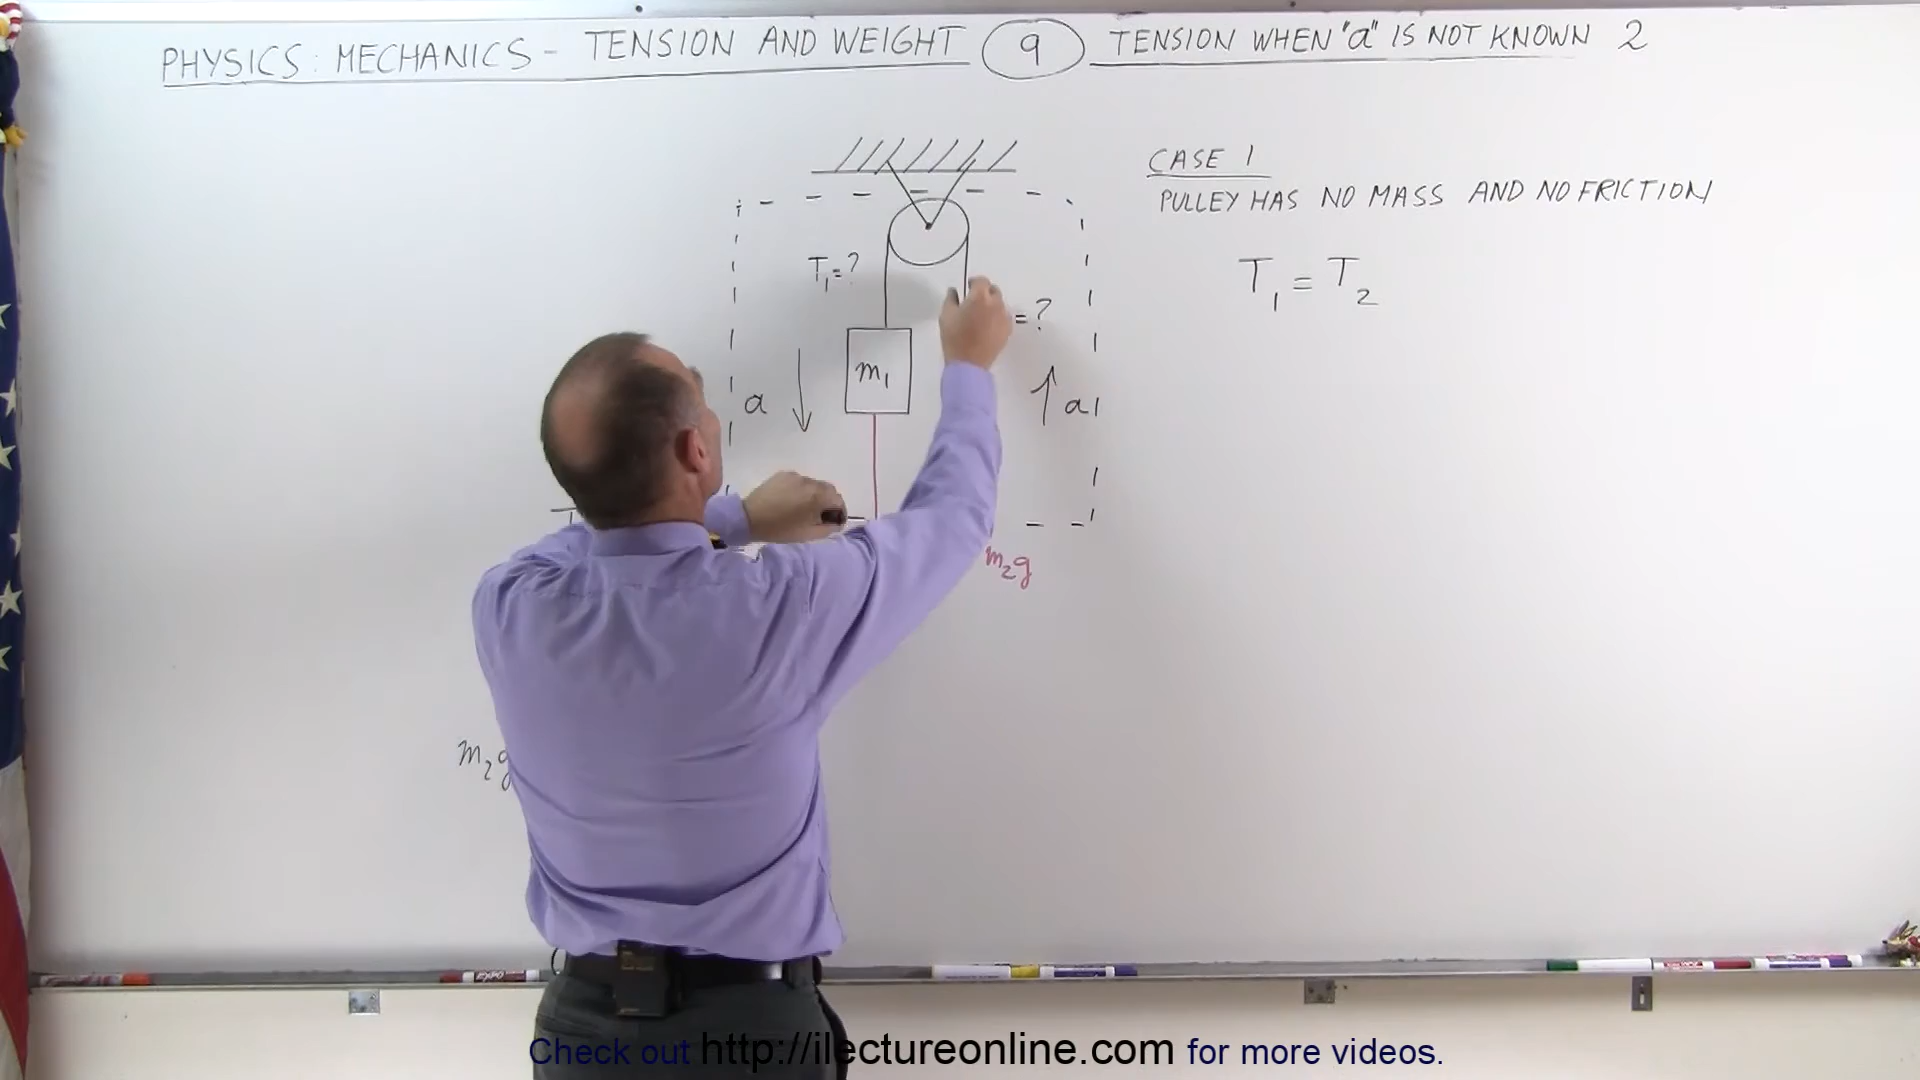 PHYSICS: MECHANICS - TENSION AND WEIGHT 9 TENSION WHEN "a" IS NOT KNOWN 2
CASE 1
PULLEY HAS NO MASS AND NO FRICTION
T₁=?
T₁ = T₂
=?
m₁
a
a
m₂g
m₂g
EXPO
Check out http://ilectureonline.com for more videos.